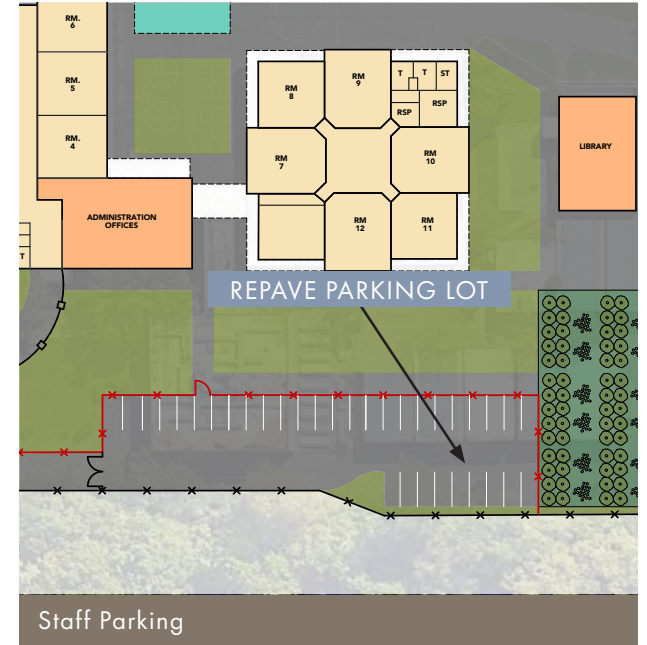 RM.
6
RM.
5
RM.
4
RM
8
RM
9
T
T
ST
RSP
RSP
RM
7
RM
10
RM
12
RM
11
LIBRARY
ADMINISTRATION
OFFICES
T
REPAVE PARKING LOT
Staff Parking